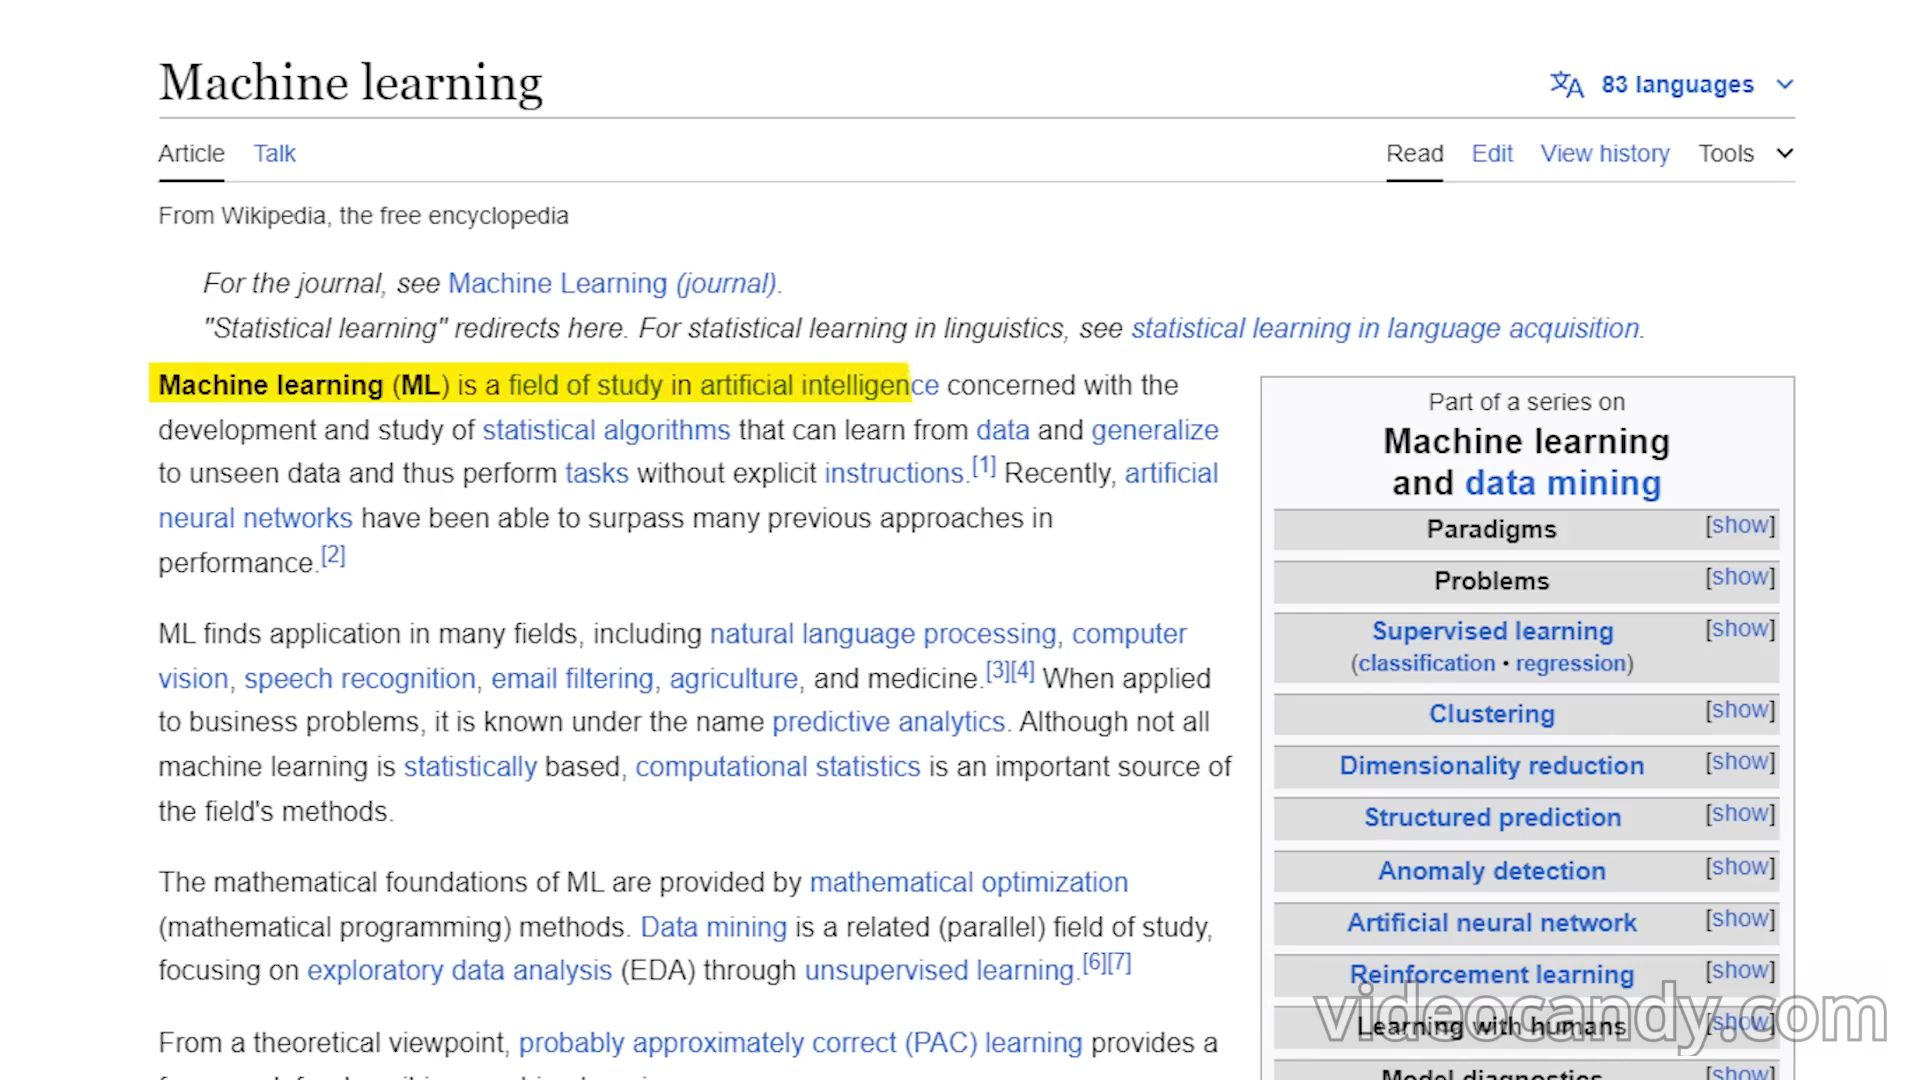 Machine learning
83 languages
Article Talk
Read Edit View history Tools
From Wikipedia, the free encyclopedia
For the journal, see Machine Learning (journal).
"Statistical learning" redirects here. For statistical learning in linguistics, see statistical learning in language acquisition.
Machine learning (ML) is a field of study in artificial intelligence concerned with the
development and study of statistical algorithms that can learn from data and generalize
to unseen data and thus perform tasks without explicit instructions.[1] Recently, artificial
neural networks have been able to surpass many previous approaches in
performance.[2]
ML finds application in many fields, including natural language processing, computer
vision, speech recognition, email filtering, agriculture, and medicine.[3][4] When applied
to business problems, it is known under the name predictive analytics. Although not all
machine learning is statistically based, computational statistics is an important source of
the field's methods.
The mathematical foundations of ML are provided by mathematical optimization
(mathematical programming) methods. Data mining is a related (parallel) field of study,
focusing on exploratory data analysis (EDA) through unsupervised learning.[6][7]
From a theoretical viewpoint, probably approximately correct (PAC) learning provides a
Part of a series on
Machine learning
and data mining
Paradigms [show]
Problems [show]
Supervised learning [show]
(classification • regression)
Clustering [show]
Dimensionality reduction [show]
Structured prediction [show]
Anomaly detection [show]
Artificial neural network [show]
Reinforcement learning [show]
Learning with humans [show]
Model diagnostics [show]
videocandy.com